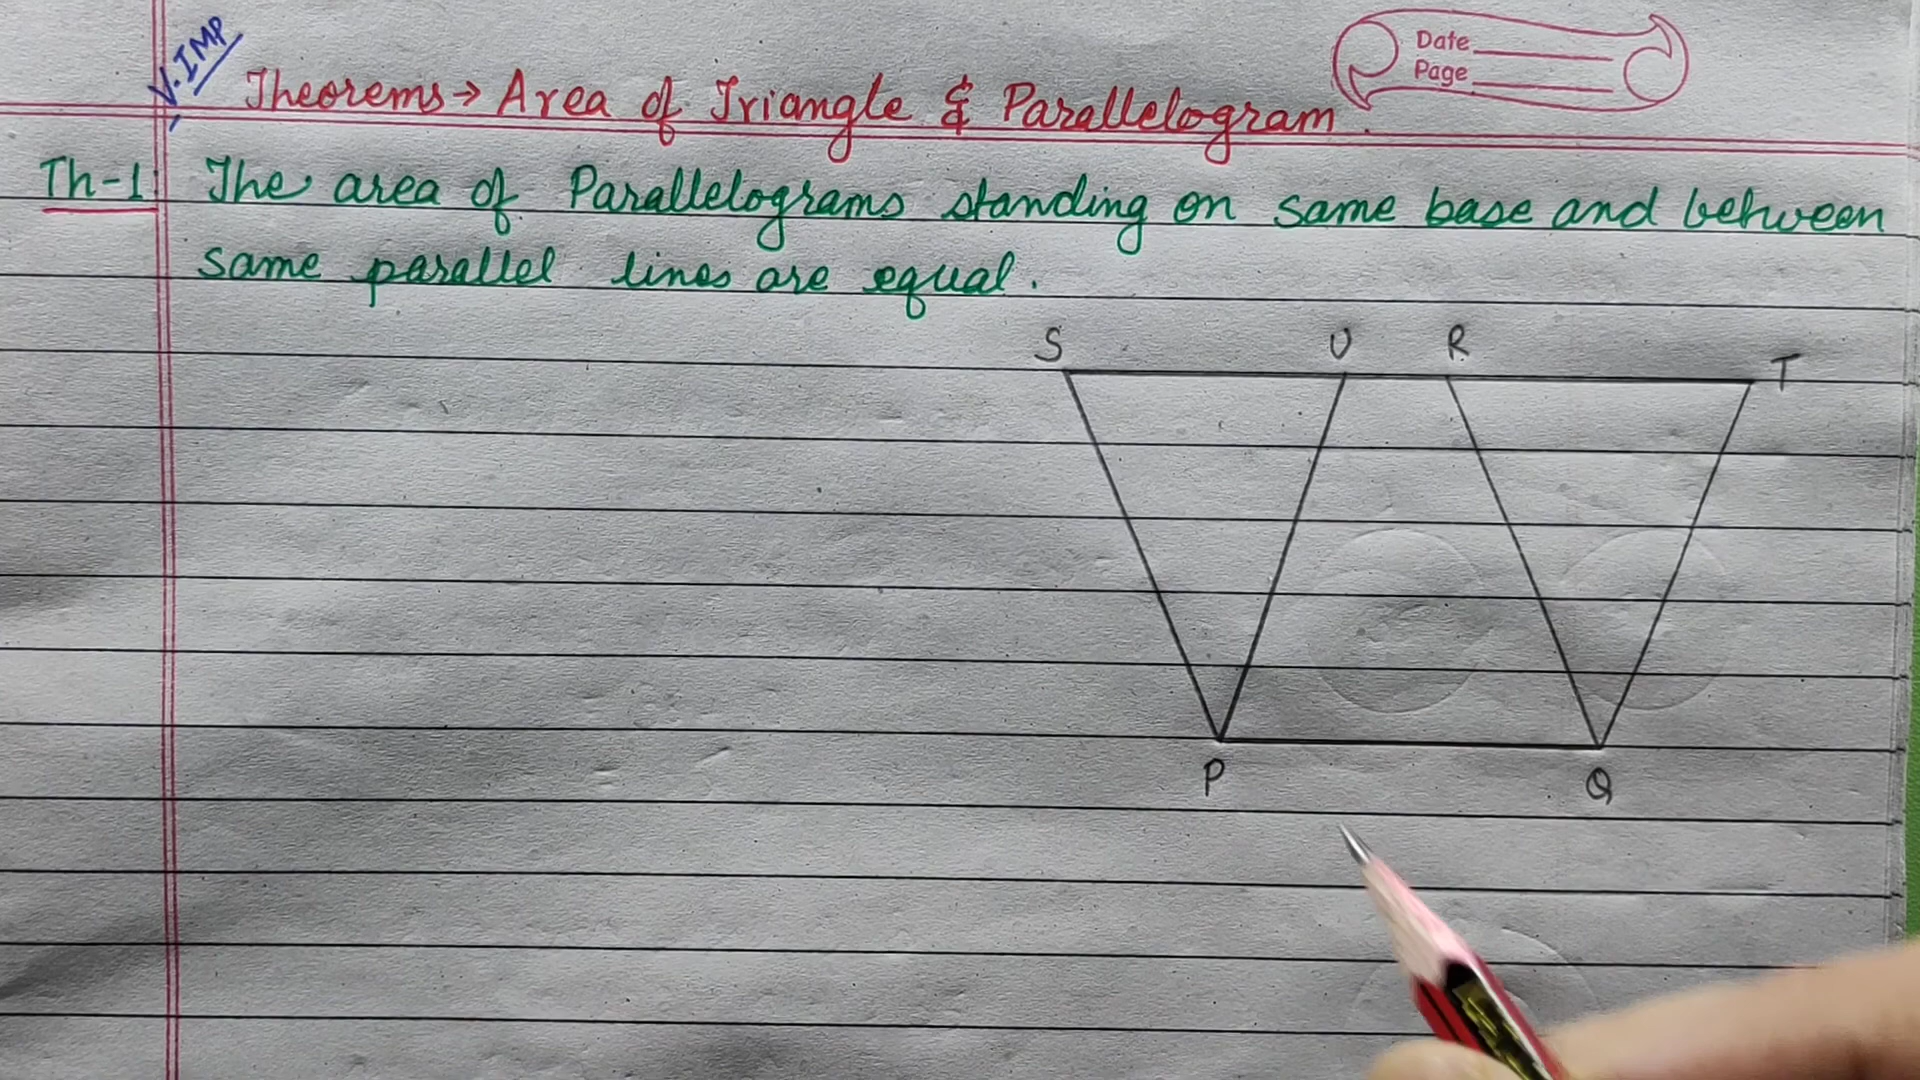 V. IMP
Date
Page
Theorems → Area of Triangle & Parallelogram.
Th-1 The area of Parallelograms standing on same base and between
same parallel lines are equal.
S U R T
P Q